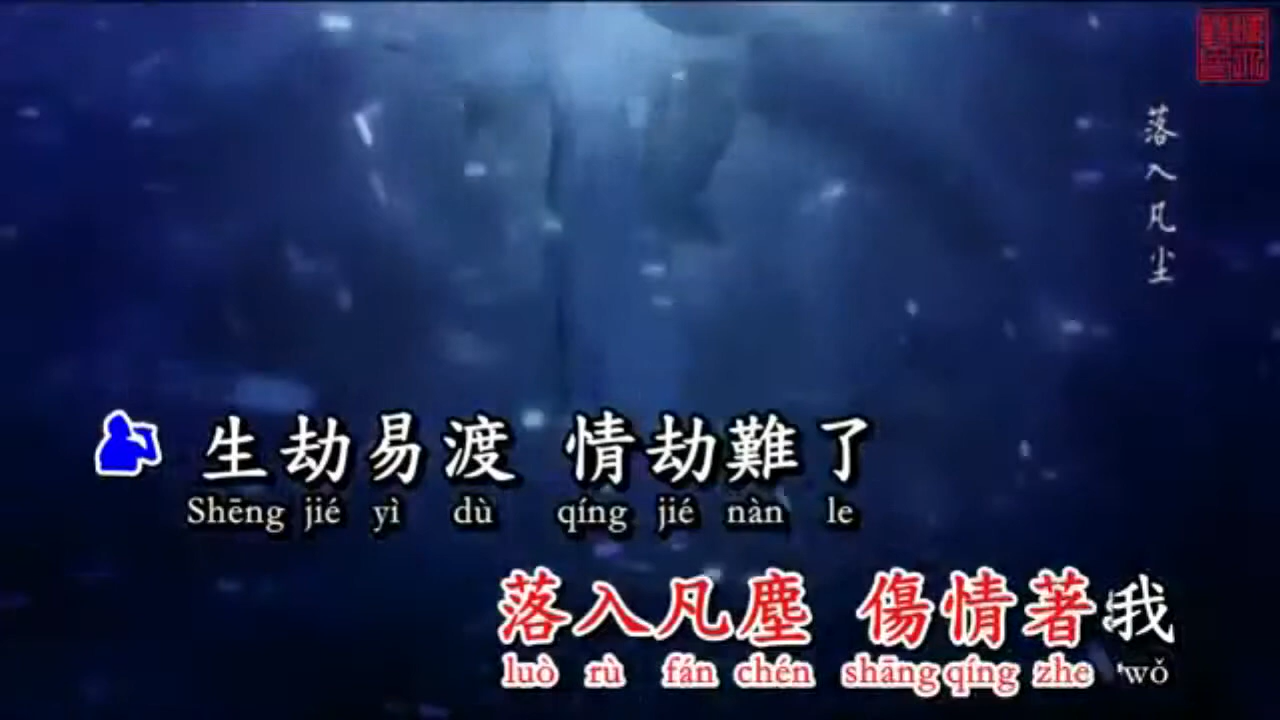 落入凡尘
生劫易渡 情劫難了
Shēng jié yì dù qíng jié nàn le
落入凡塵 傷情著我
luò rù fán chén shāng qíng zhe wǒ